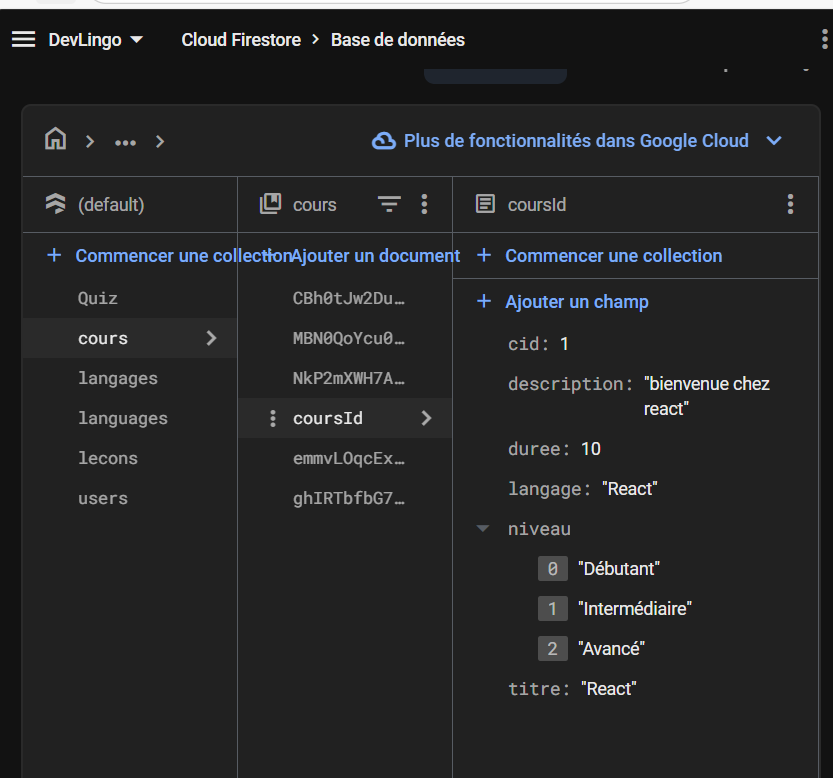 DevLingo
Cloud Firestore > Base de données
Plus de fonctionnalités dans Google Cloud
(default)
cours
coursId
+ Commencer une collection
+ Ajouter un document
+ Commencer une collection
Quiz
cours
langages
languages
lecons
users
CBh0tJw2Du…
MBN0QoYcu0…
NkP2mXWH7A…
coursId
emmvLOqcEx…
ghIRTbfbG7…
+ Ajouter un champ
cid: 1
description: "bienvenue chez
react"
duree: 10
langage: "React"
niveau
0 "Débutant"
1 "Intermédiaire"
2 "Avancé"
titre: "React"